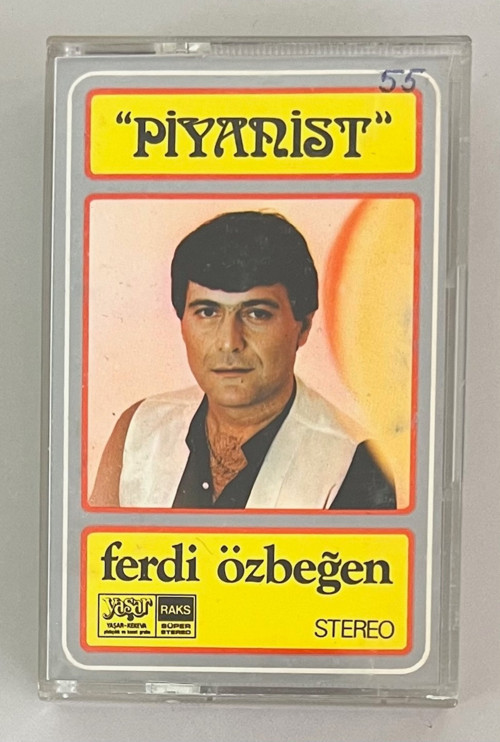 55
"PİYANİST"
ferdi özbeğen
yaşar
YAŞAR-KEKEVA
RAKS
SÜPER
STEREO
STEREO